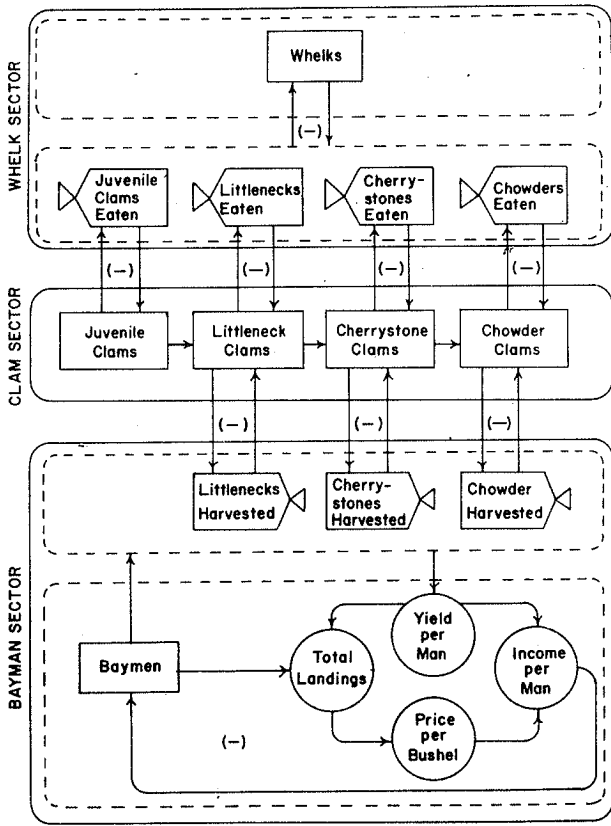 WHELK SECTOR
Whelks
(-)
Juvenile
Clams
Eaten
Littlenecks
Eaten
Cherry-
stones
Eaten
Chowders
Eaten
(-)
(-)
(-)
(-)
CLAM SECTOR
Juvenile
Clams
Littleneck
Clams
Cherrystone
Clams
Chowder
Clams
(-)
(-)
(-)
BAYMAN SECTOR
Littlenecks
Harvested
Cherry-
stones
Harvested
Chowder
Harvested
Baymen
Total
Landings
Yield
per
Man
Income
per
Man
Price
per
Bushel
(-)